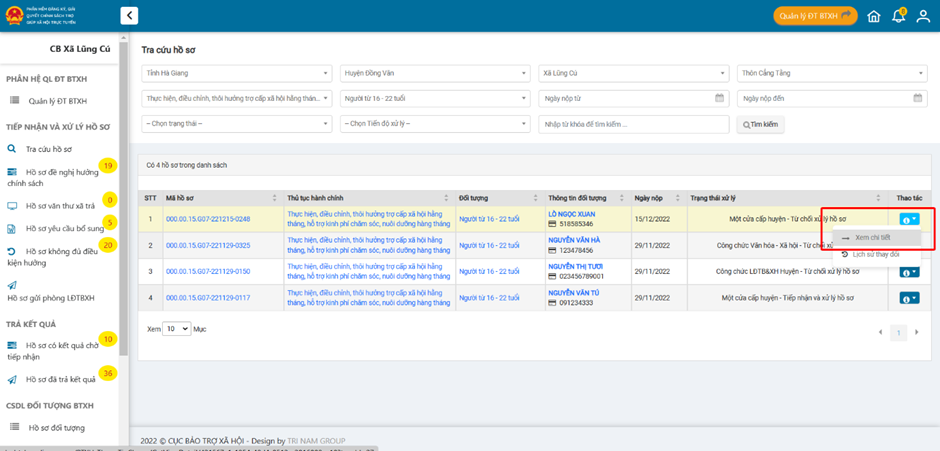 PHẦN MỀM ĐĂNG KÝ, GIẢI
QUYẾT CHÍNH SÁCH TRỢ
GIÚP XÃ HỘI TRỰC TUYẾN
Quản lý ĐT BTXH
8
CB Xã Lũng Cú
PHÂN HỆ QL ĐT BTXH
Quản lý ĐT BTXH
TIẾP NHẬN VÀ XỬ LÝ HỒ SƠ
Tra cứu hồ sơ
19
Hồ sơ đề nghị hưởng
chính sách
0
Hồ sơ văn thư xã trả
5
Hồ sơ yêu cầu bổ sung
20
Hồ sơ không đủ điều
kiện hưởng
Hồ sơ gửi phòng LĐTBXH
TRẢ KẾT QUẢ
10
Hồ sơ có kết quả chờ
tiếp nhận
36
Hồ sơ đã trả kết quả
CSDL ĐỐI TƯỢNG BTXH
Hồ sơ đối tượng
Tra cứu hồ sơ
Tỉnh Hà Giang Huyện Đồng Văn Xã Lũng Cú Thôn Cẳng Tằng
Thực hiện, điều chỉnh, thôi hưởng trợ cấp xã hội hằng tháng... Người từ 16 - 22 tuổi Ngày nộp từ Ngày nộp đến
-- Chọn trạng thái -- -- Chọn Tiến độ xử lý -- Nhập từ khóa để tìm kiếm ... Tìm kiếm
Có 4 hồ sơ trong danh sách
STT Mã hồ sơ Thủ tục hành chính Đối tượng Thông tin đối tượng Ngày nộp Trạng thái xử lý Thao tác
1 000.00.15.G07-221215-0248 Thực hiện, điều chỉnh, thôi hưởng trợ cấp xã hội hằng tháng, hỗ trợ kinh phí chăm sóc, nuôi dưỡng hàng tháng Người từ 16 - 22 tuổi LÒ NGỌC XUAN 518585346 15/12/2022 Một cửa cấp huyện - Từ chối xử lý hồ sơ
Xem chi tiết
Lịch sử thay đổi
2 000.00.15.G07-221129-0325 Thực hiện, điều chỉnh, thôi hưởng trợ cấp xã hội hằng tháng, hỗ trợ kinh phí chăm sóc, nuôi dưỡng hàng tháng Người từ 16 - 22 tuổi NGUYỄN VĂN HÀ 123478456 29/11/2022 Công chức Văn hóa - Xã hội - Từ chối xử
3 000.00.15.G07-221129-0150 Thực hiện, điều chỉnh, thôi hưởng trợ cấp xã hội hằng tháng, hỗ trợ kinh phí chăm sóc, nuôi dưỡng hàng tháng Người từ 16 - 22 tuổi NGUYỄN THỊ TƯƠI 023456789001 29/11/2022 Công chức LĐTB&XH Huyện - Từ chối xử lý hồ sơ
4 000.00.15.G07-221129-0117 Thực hiện, điều chỉnh, thôi hưởng trợ cấp xã hội hằng tháng, hỗ trợ kinh phí chăm sóc, nuôi dưỡng hàng tháng Người từ 16 - 22 tuổi NGUYỄN VĂN TÚ 091234333 29/11/2022 Một cửa cấp huyện - Tiếp nhận và xử lý hồ sơ
Xem 10 Mục
1
2022 © CỤC BẢO TRỢ XÃ HỘI - Design by TRI NAM GROUP